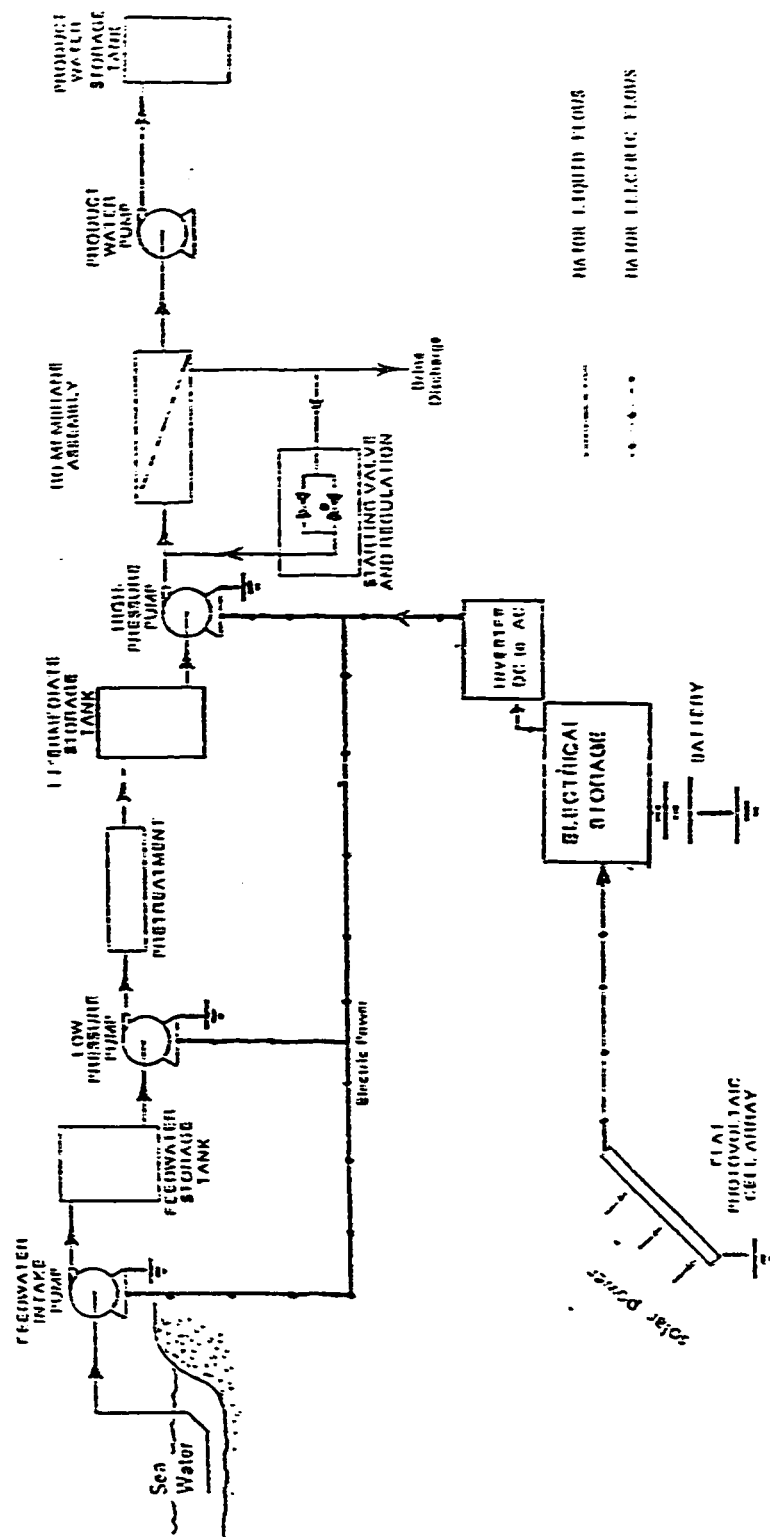 Sea
Water
FEEDWATER
INTAKE
PUMP
FEEDWATER
STORAGE
TANK
LOW
PRESSURE
PUMP
PRETREATMENT
STORAGE
TANK
HIGH
PRESSURE
PUMP
RO MEMBRANE
ASSEMBLY
PRODUCT
WATER
PUMP
PRODUCT
WATER
STORAGE
TANK
Brine
Discharge
STARTING VALVE
AND REGULATION
Electric Power
INVERTER
DC to AC
ELECTRICAL
STORAGE
BATTERY
solar power
FLAT
PHOTOVOLTAIC
CELL ARRAY
MAJOR LIQUID FLOWS
MAJOR ELECTRIC FLOWS